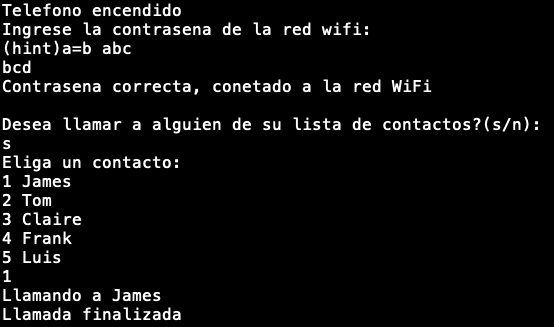 Telefono encendido
Ingrese la contrasena de la red wifi:
(hint)a=b abc
bcd
Contrasena correcta, conetado a la red WiFi
Desea llamar a alguien de su lista de contactos?(s/n):
s
Eliga un contacto:
1 James
2 Tom
3 Claire
4 Frank
5 Luis
1
Llamando a James
Llamada finalizada